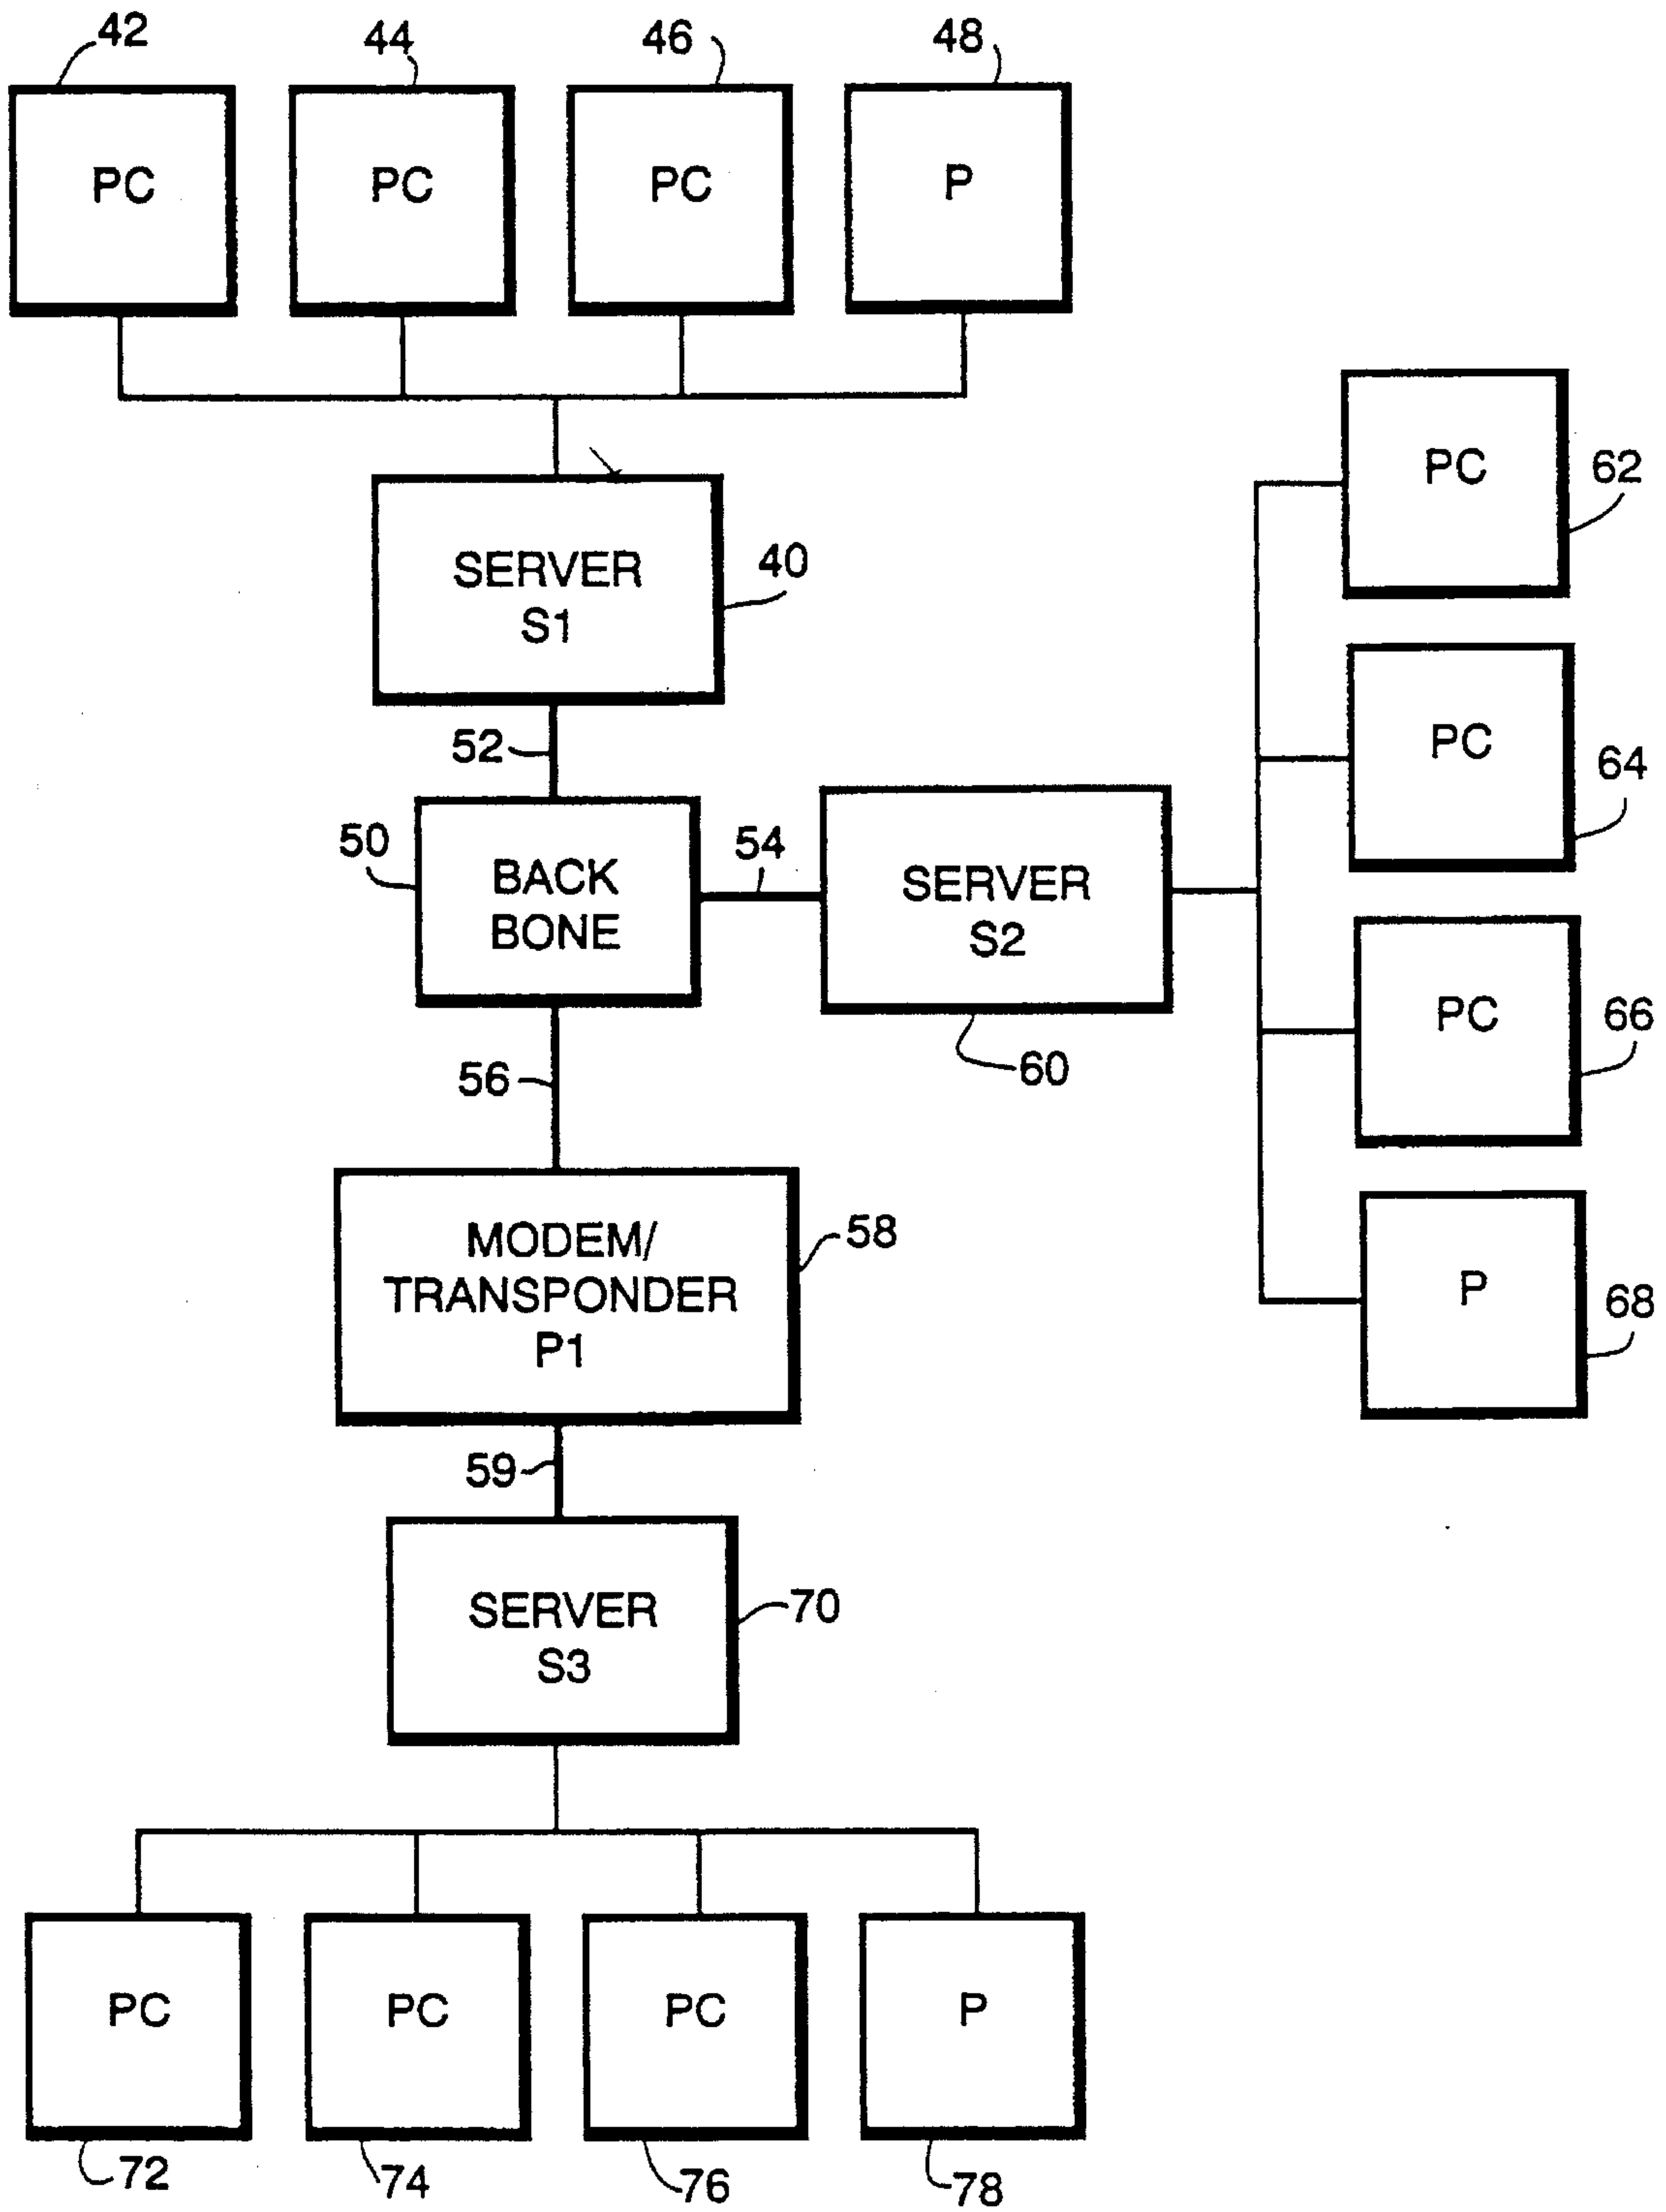 42
44
46
48
PC
PC
PC
P
62
PC
SERVER
S1
40
52
64
PC
50
BACK
BONE
54
SERVER
S2
66
PC
56
60
MODEM/
TRANSPONDER
P1
58
P
68
59
SERVER
S3
70
PC
PC
PC
P
72
74
76
78